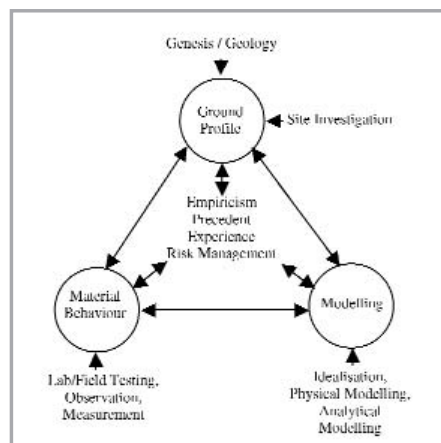 Genesis / Geology
Ground
Profile
Site Investigation
Empiricism
Precedent
Experience
Risk Management
Material
Behaviour
Modelling
Lab/Field Testing,
Observation,
Measurement
Idealisation,
Physical Modelling,
Analytical
Modelling